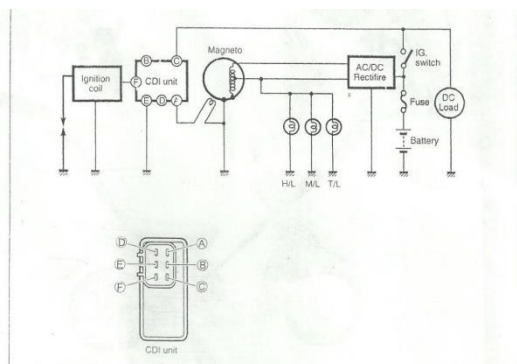 Magneto
B
C
Ignition
coil
F
CDI unit
E
D
AC/DC
Rectifire
IG.
switch
Fuse
DC
Load
Battery
H/L
M/L
T/L
D
A
E
B
F
C
CDI unit